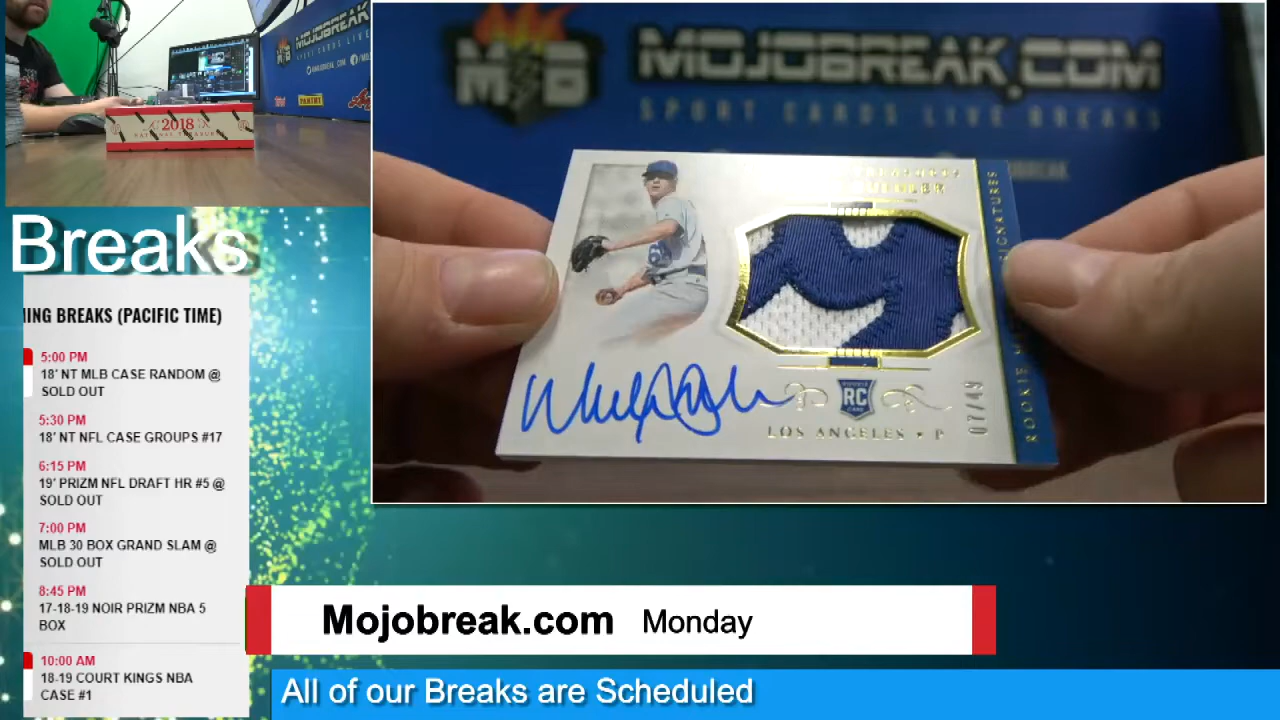 MOJOBREAK.COM
SPORT CARDS LIVE BREAKS
2018
Breaks
ING BREAKS (PACIFIC TIME)
5:00 PM
18' NT MLB CASE RANDOM @
SOLD OUT
5:30 PM
18' NT NFL CASE GROUPS #17
6:15 PM
19' PRIZM NFL DRAFT HR #5 @
SOLD OUT
7:00 PM
MLB 30 BOX GRAND SLAM @
SOLD OUT
8:45 PM
17-18-19 NOIR PRIZM NBA 5
BOX
10:00 AM
18-19 COURT KINGS NBA
CASE #1
RC
LOS ANGELES • P
07/49
ROOKIE
SIGNATURES
Mojobreak.com Monday
All of our Breaks are Scheduled